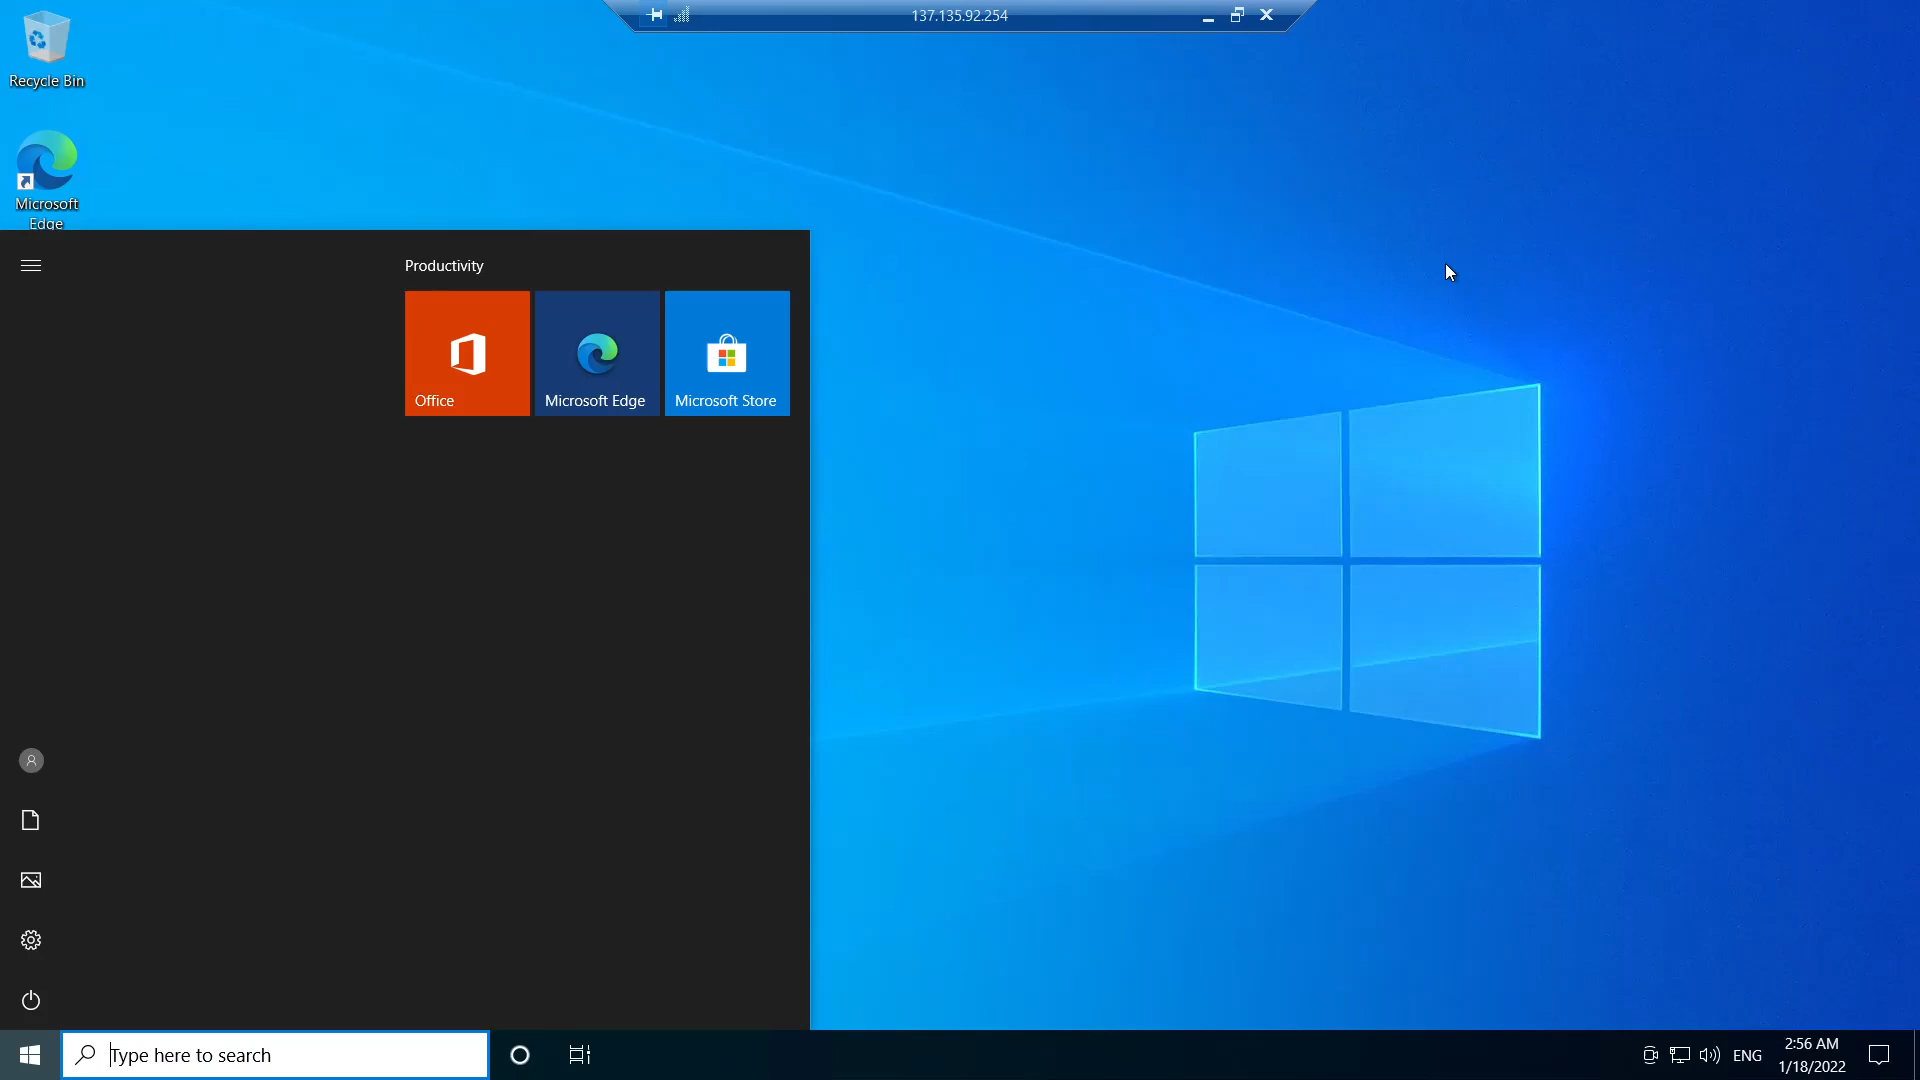 137.135.92.254
Recycle Bin
Microsoft
Edge
Productivity
Office
Microsoft Edge
Microsoft Store
Type here to search
ENG
2:56 AM
1/18/2022